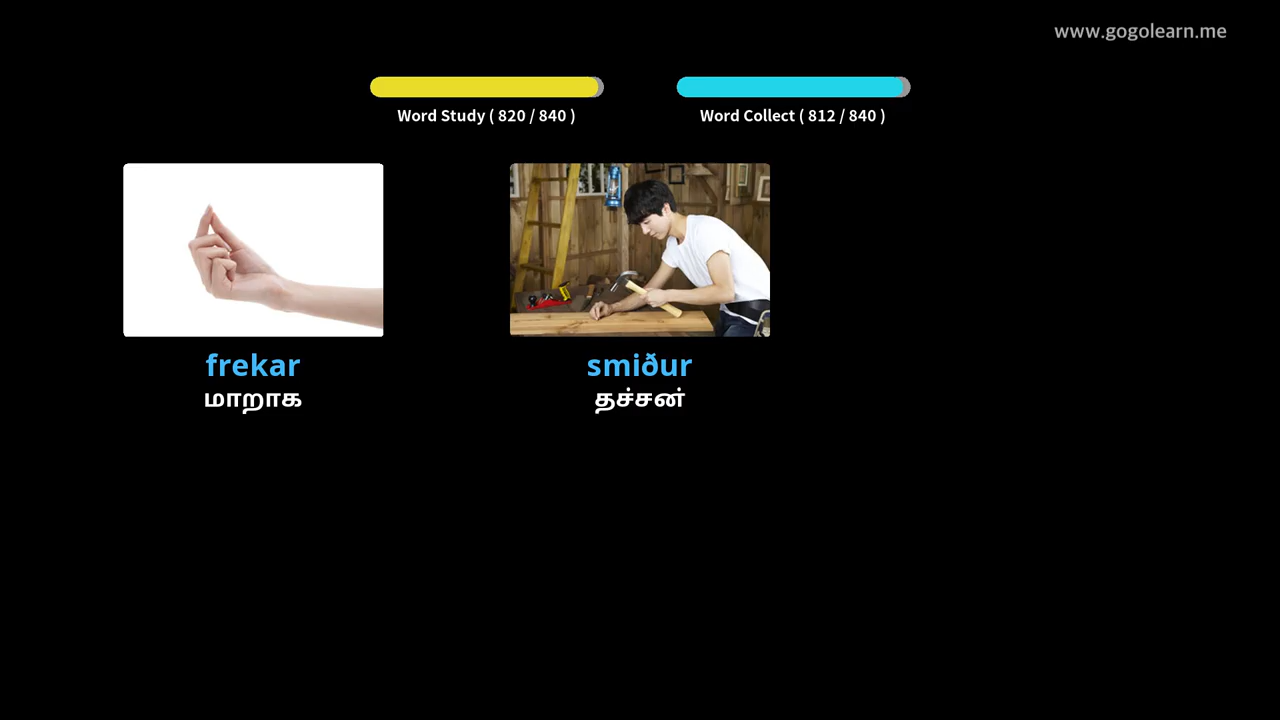 www.gogolearn.me
Word Study ( 820 / 840 )
Word Collect ( 812 / 840 )
frekar
மாறாக
smiður
தச்சன்